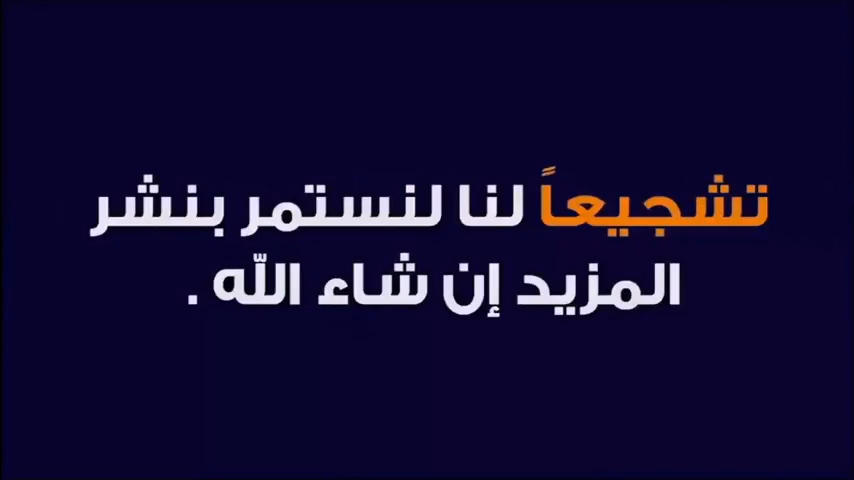 تشجيعاً لنا لنستمر بنشر
المزيد إن شاء الله .